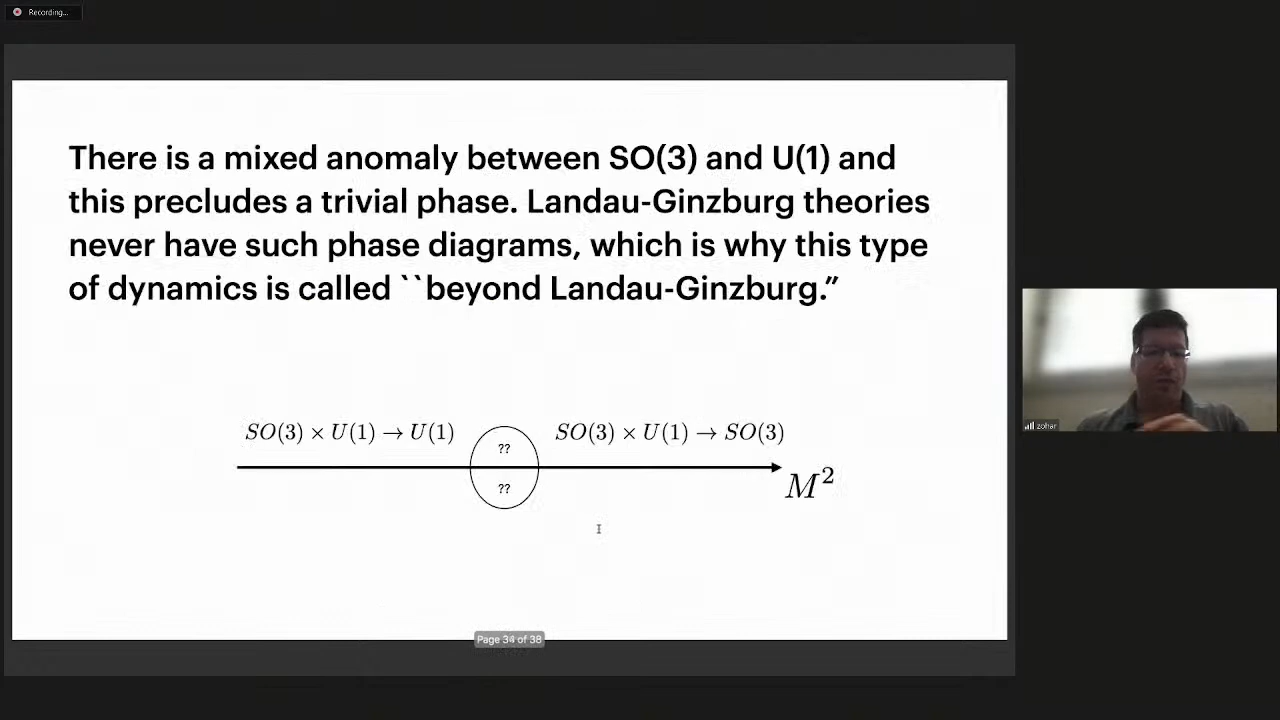 Recording...
There is a mixed anomaly between SO(3) and U(1) and
this precludes a trivial phase. Landau-Ginzburg theories
never have such phase diagrams, which is why this type
of dynamics is called ``beyond Landau-Ginzburg.”
SO(3) × U(1) → U(1)
??
??
SO(3) × U(1) → SO(3)
M²
Page 34 of 38
zohar